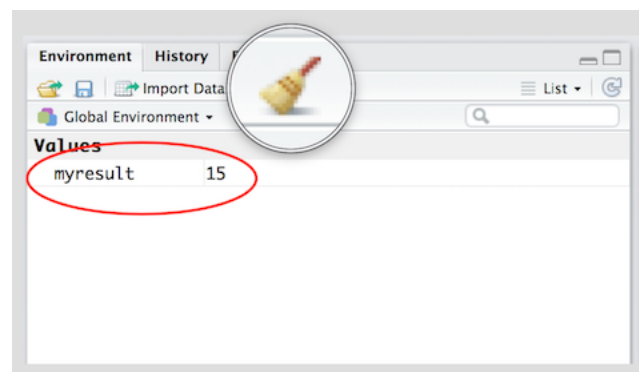 Environment History
Import Data
List
Global Environment
Values
myresult 15